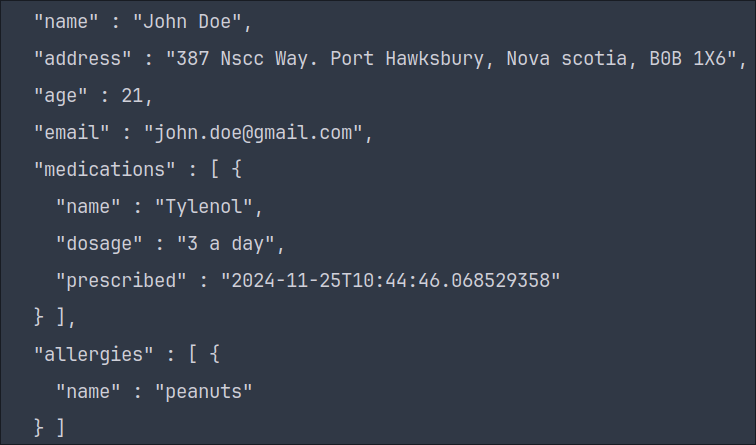 "name" : "John Doe",
"address" : "387 Nscc Way. Port Hawksbury, Nova scotia, B0B 1X6",
"age" : 21,
"email" : "john.doe@gmail.com",
"medications" : [ {
"name" : "Tylenol",
"dosage" : "3 a day",
"prescribed" : "2024-11-25T10:44:46.068529358"
} ],
"allergies" : [ {
"name" : "peanuts"
} ]